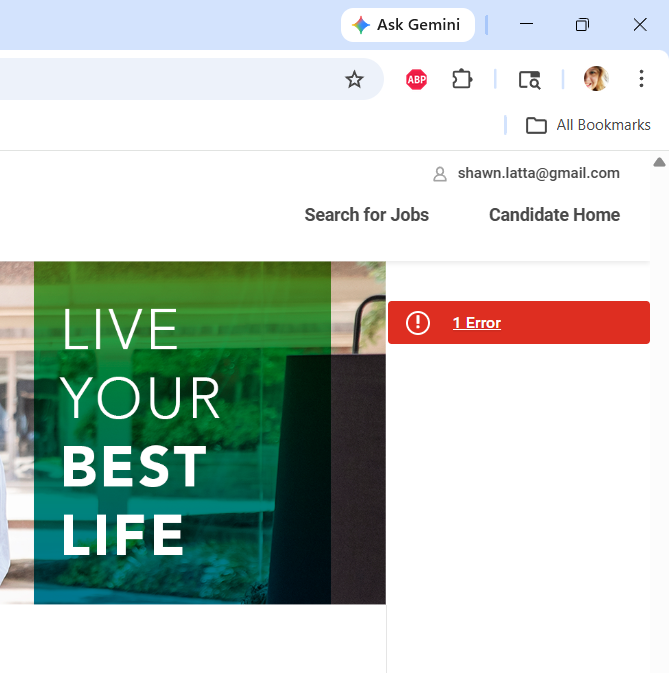 Ask Gemini
ABP
All Bookmarks
shawn.latta@gmail.com
Search for Jobs
Candidate Home
LIVE
YOUR
BEST
LIFE
1 Error